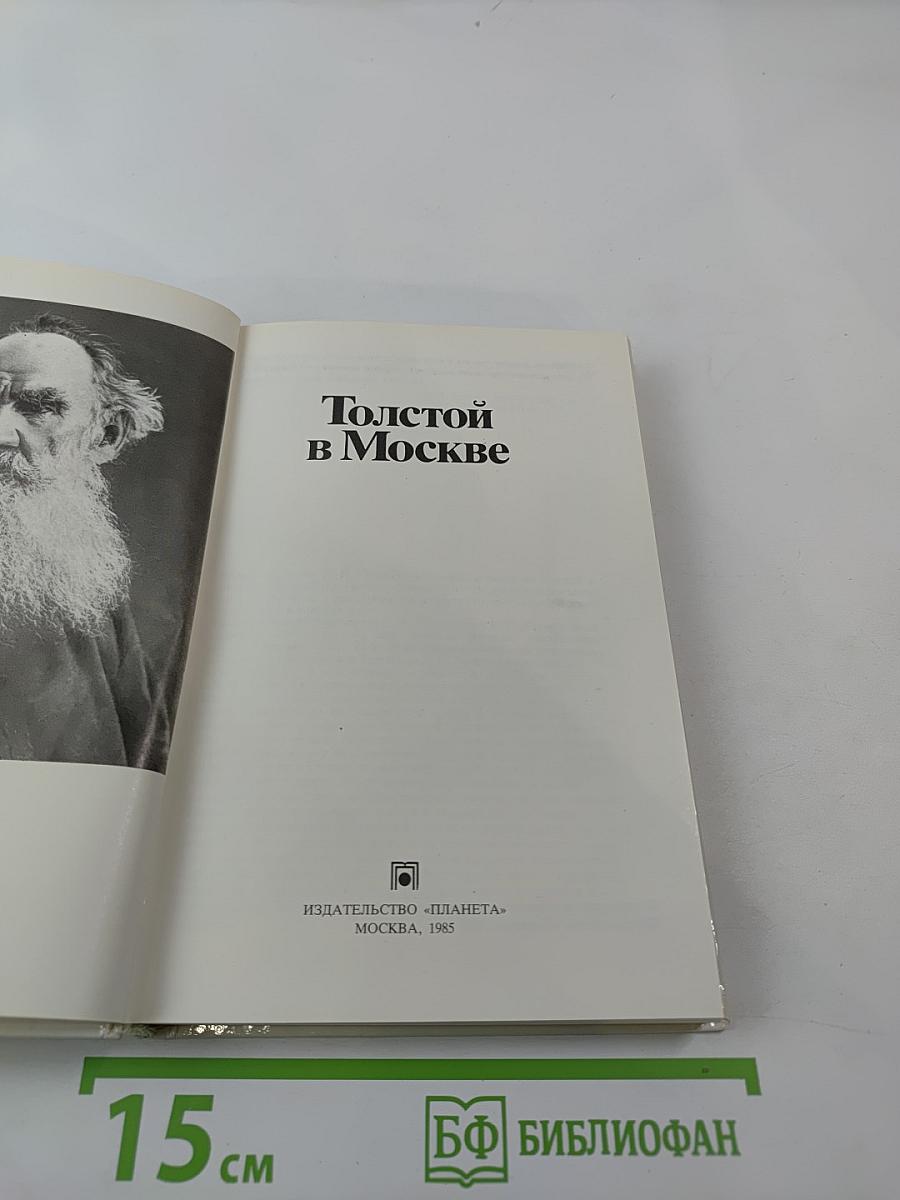 Толстой
в Москве
ИЗДАТЕЛЬСТВО «ПЛАНЕТА»
МОСКВА, 1985
15 см
БФ БИБЛИОФАН